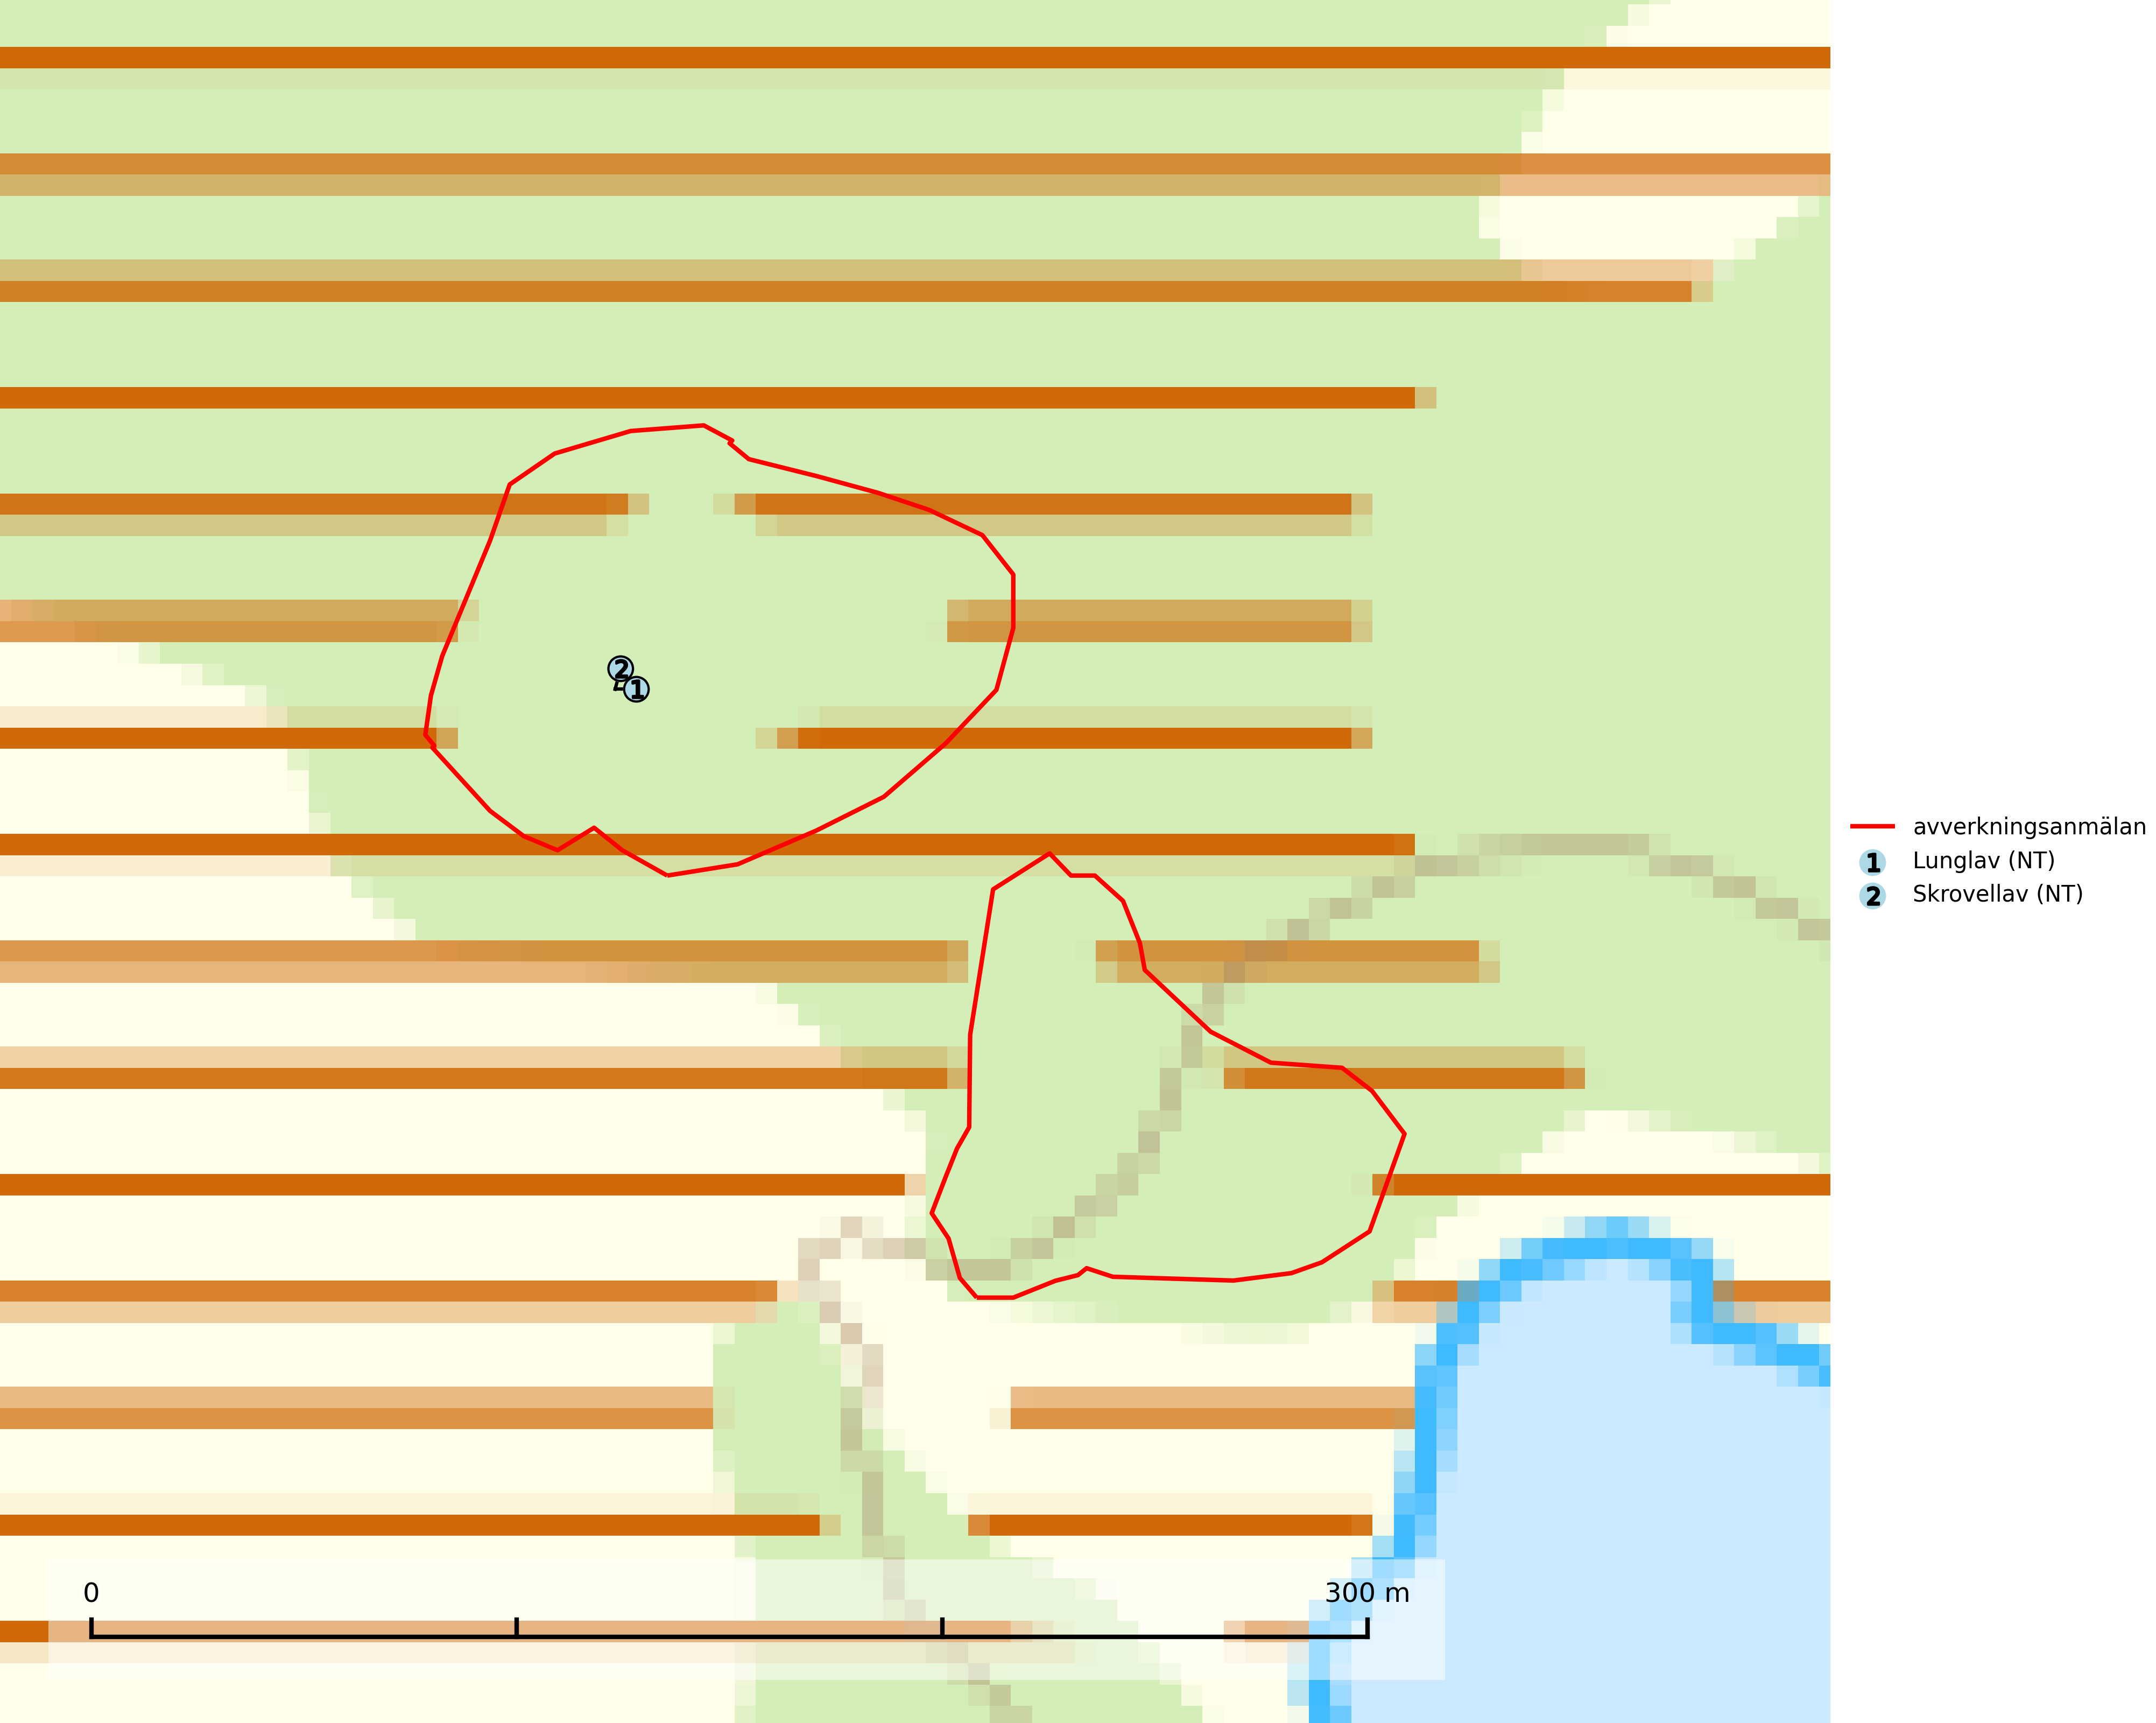 2
1
avverkningsanmälan
1 Lunglav (NT)
2 Skrovellav (NT)
0 300 m